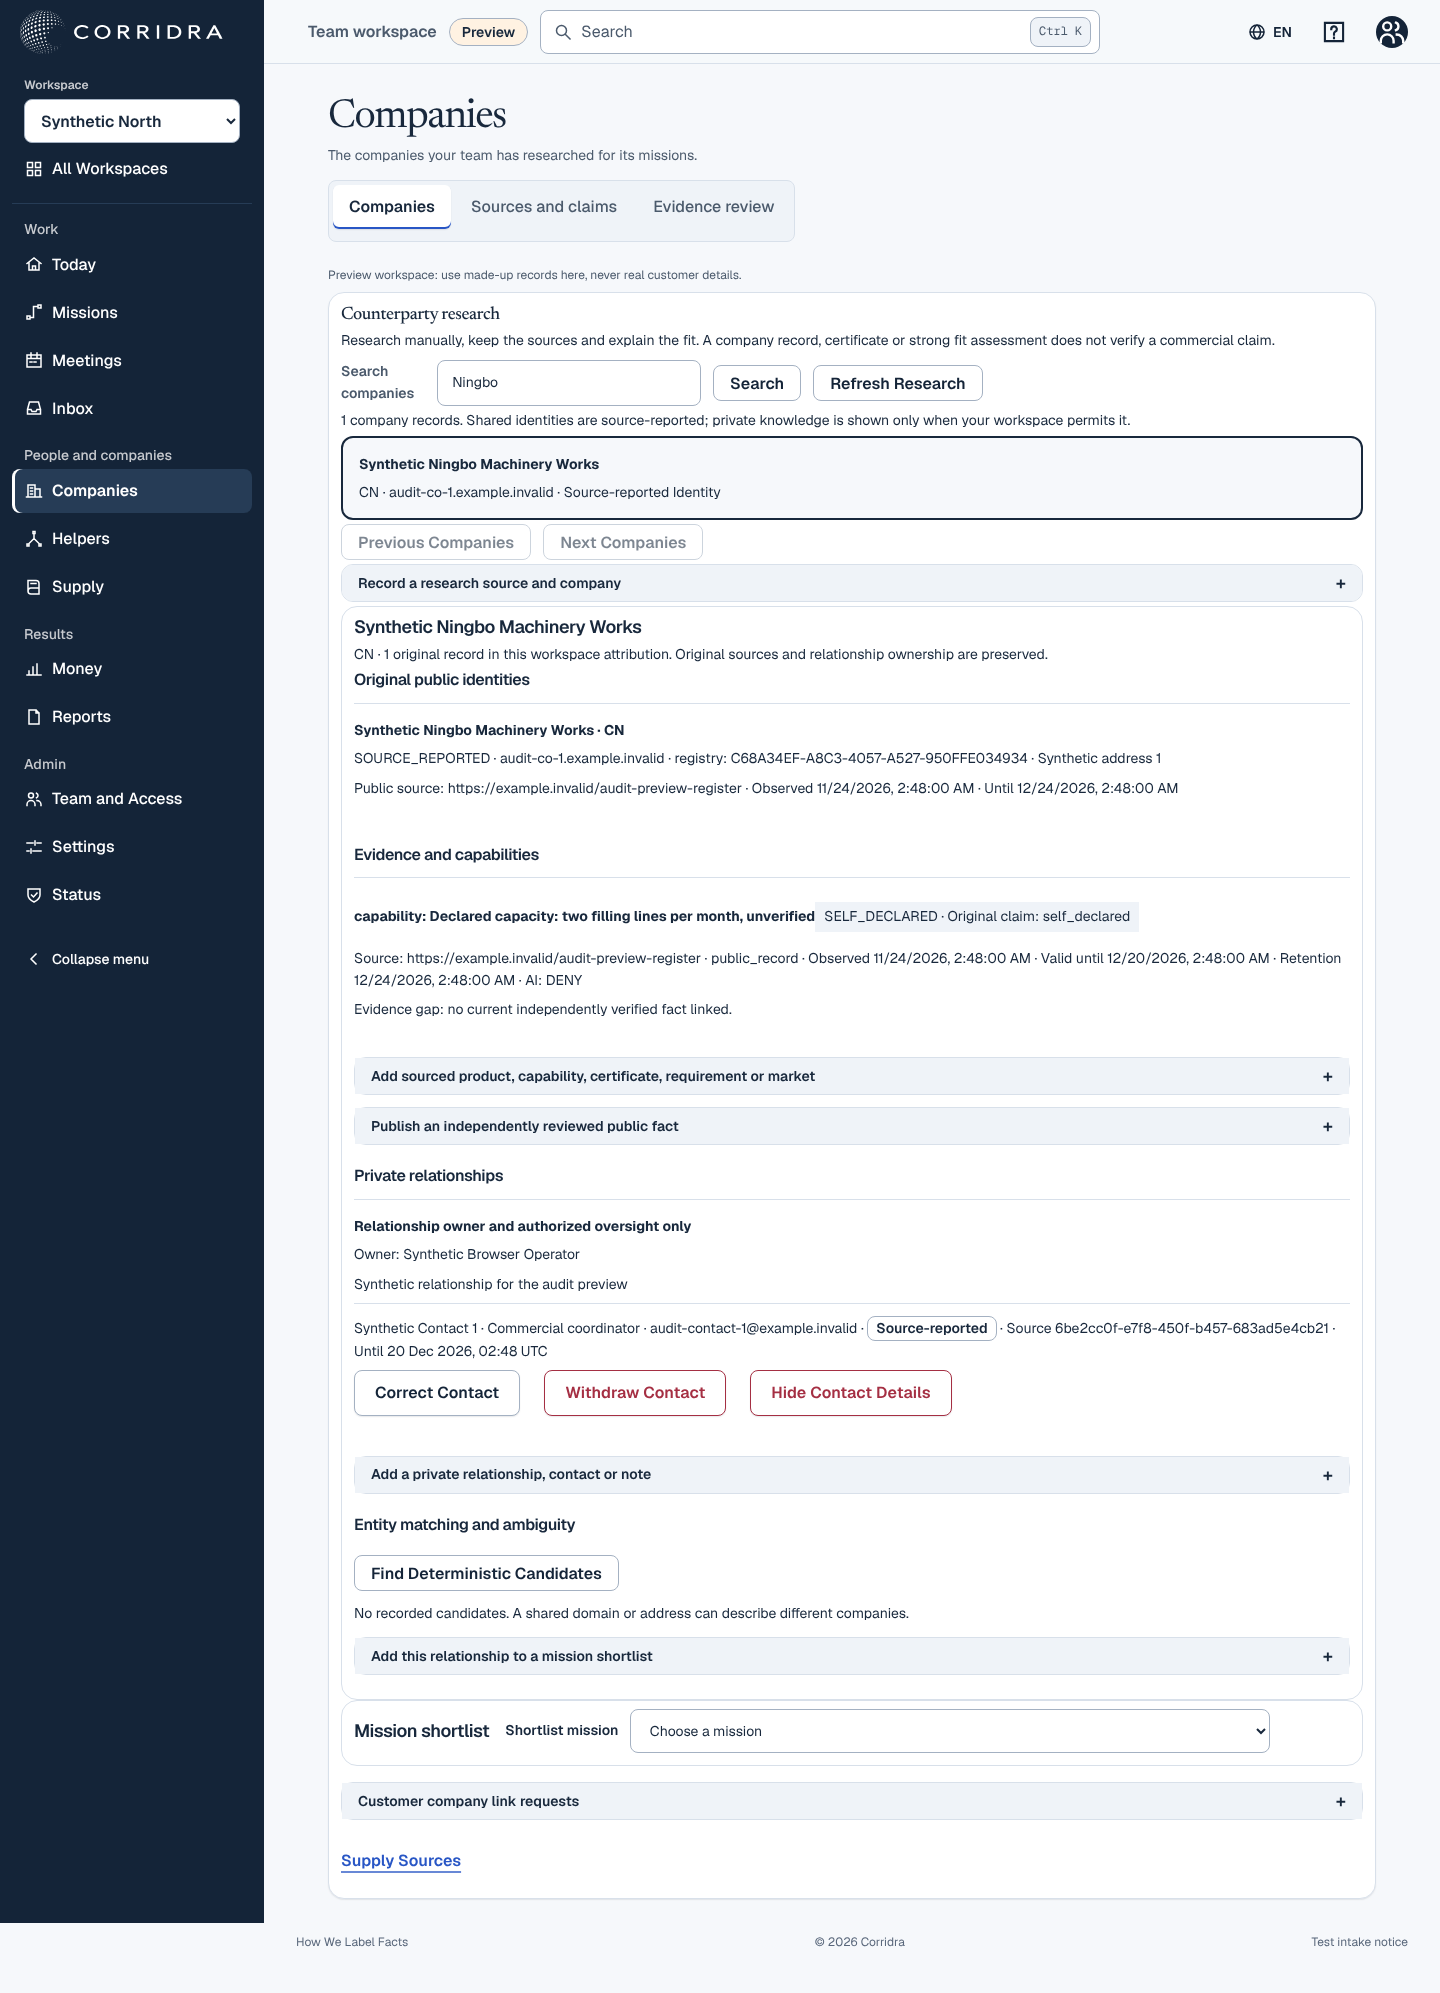 CORRIDRA
Workspace
Synthetic North
All Workspaces
Work
Today
Missions
Meetings
Inbox
People and companies
Companies
Helpers
Supply
Results
Money
Reports
Admin
Team and Access
Settings
Status
Collapse menu
Team workspace
Preview
Search
Ctrl K
EN
Companies
The companies your team has researched for its missions.
Companies
Sources and claims
Evidence review
Preview workspace: use made-up records here, never real customer details.
Counterparty research
Research manually, keep the sources and explain the fit. A company record, certificate or strong fit assessment does not verify a commercial claim.
Search companies
Ningbo
Search
Refresh Research
1 company records. Shared identities are source-reported; private knowledge is shown only when your workspace permits it.
Synthetic Ningbo Machinery Works
CN · audit-co-1.example.invalid · Source-reported Identity
Previous Companies
Next Companies
Record a research source and company
+
Synthetic Ningbo Machinery Works
CN · 1 original record in this workspace attribution. Original sources and relationship ownership are preserved.
Original public identities
Synthetic Ningbo Machinery Works · CN
SOURCE_REPORTED · audit-co-1.example.invalid · registry: C68A34EF-A8C3-4057-A527-950FFE034934 · Synthetic address 1
Public source: https://example.invalid/audit-preview-register · Observed 11/24/2026, 2:48:00 AM · Until 12/24/2026, 2:48:00 AM
Evidence and capabilities
capability: Declared capacity: two filling lines per month, unverified SELF_DECLARED · Original claim: self_declared
Source: https://example.invalid/audit-preview-register · public_record · Observed 11/24/2026, 2:48:00 AM · Valid until 12/20/2026, 2:48:00 AM · Retention
12/24/2026, 2:48:00 AM · AI: DENY
Evidence gap: no current independently verified fact linked.
Add sourced product, capability, certificate, requirement or market
+
Publish an independently reviewed public fact
+
Private relationships
Relationship owner and authorized oversight only
Owner: Synthetic Browser Operator
Synthetic relationship for the audit preview
Synthetic Contact 1 · Commercial coordinator · audit-contact-1@example.invalid · Source-reported · Source 6be2cc0f-e7f8-450f-b457-683ad5e4cb21 ·
Until 20 Dec 2026, 02:48 UTC
Correct Contact
Withdraw Contact
Hide Contact Details
Add a private relationship, contact or note
+
Entity matching and ambiguity
Find Deterministic Candidates
No recorded candidates. A shared domain or address can describe different companies.
Add this relationship to a mission shortlist
+
Mission shortlist
Shortlist mission
Choose a mission
Customer company link requests
+
Supply Sources
How We Label Facts
© 2026 Corridra
Test intake notice